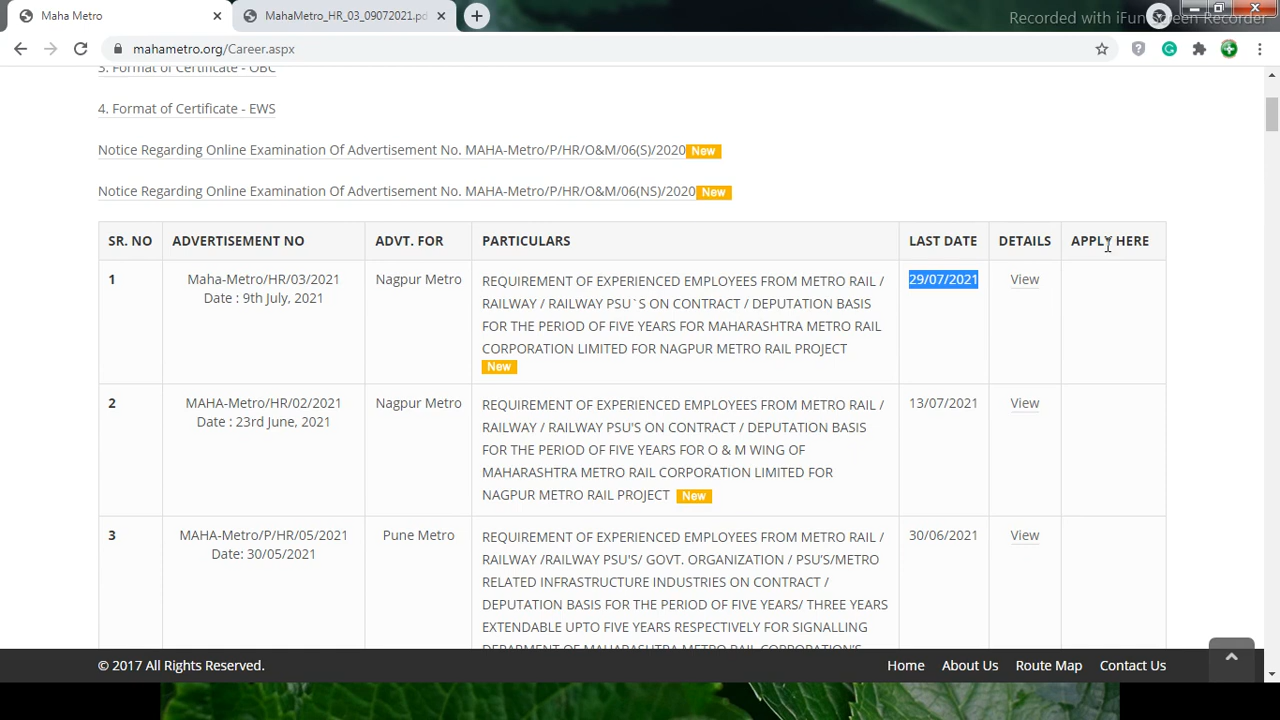 Maha Metro
MahaMetro_HR_03_09072021.pd
Recorded with iFun Screen Recorder
mahametro.org/Career.aspx
3. Format of Certificate - OBC
4. Format of Certificate - EWS
Notice Regarding Online Examination Of Advertisement No. MAHA-Metro/P/HR/O&M/06(S)/2020 New
Notice Regarding Online Examination Of Advertisement No. MAHA-Metro/P/HR/O&M/06(NS)/2020 New
SR. NO ADVERTISEMENT NO ADVT. FOR PARTICULARS LAST DATE DETAILS APPLY HERE
1 Maha-Metro/HR/03/2021 Nagpur Metro REQUIREMENT OF EXPERIENCED EMPLOYEES FROM METRO RAIL / 29/07/2021 View
Date : 9th July, 2021 RAILWAY / RAILWAY PSU`S ON CONTRACT / DEPUTATION BASIS
FOR THE PERIOD OF FIVE YEARS FOR MAHARASHTRA METRO RAIL
CORPORATION LIMITED FOR NAGPUR METRO RAIL PROJECT
New
2 MAHA-Metro/HR/02/2021 Nagpur Metro REQUIREMENT OF EXPERIENCED EMPLOYEES FROM METRO RAIL / 13/07/2021 View
Date : 23rd June, 2021 RAILWAY / RAILWAY PSU'S ON CONTRACT / DEPUTATION BASIS
FOR THE PERIOD OF FIVE YEARS FOR O & M WING OF
MAHARASHTRA METRO RAIL CORPORATION LIMITED FOR
NAGPUR METRO RAIL PROJECT New
3 MAHA-Metro/P/HR/05/2021 Pune Metro REQUIREMENT OF EXPERIENCED EMPLOYEES FROM METRO RAIL / 30/06/2021 View
Date: 30/05/2021 RAILWAY /RAILWAY PSU'S/ GOVT. ORGANIZATION / PSU'S/METRO
RELATED INFRASTRUCTURE INDUSTRIES ON CONTRACT /
DEPUTATION BASIS FOR THE PERIOD OF FIVE YEARS/ THREE YEARS
EXTENDABLE UPTO FIVE YEARS RESPECTIVELY FOR SIGNALLING
DEPARMENT OF MAHARASHTRA METRO RAIL CORPORATION'S
© 2017 All Rights Reserved. Home About Us Route Map Contact Us